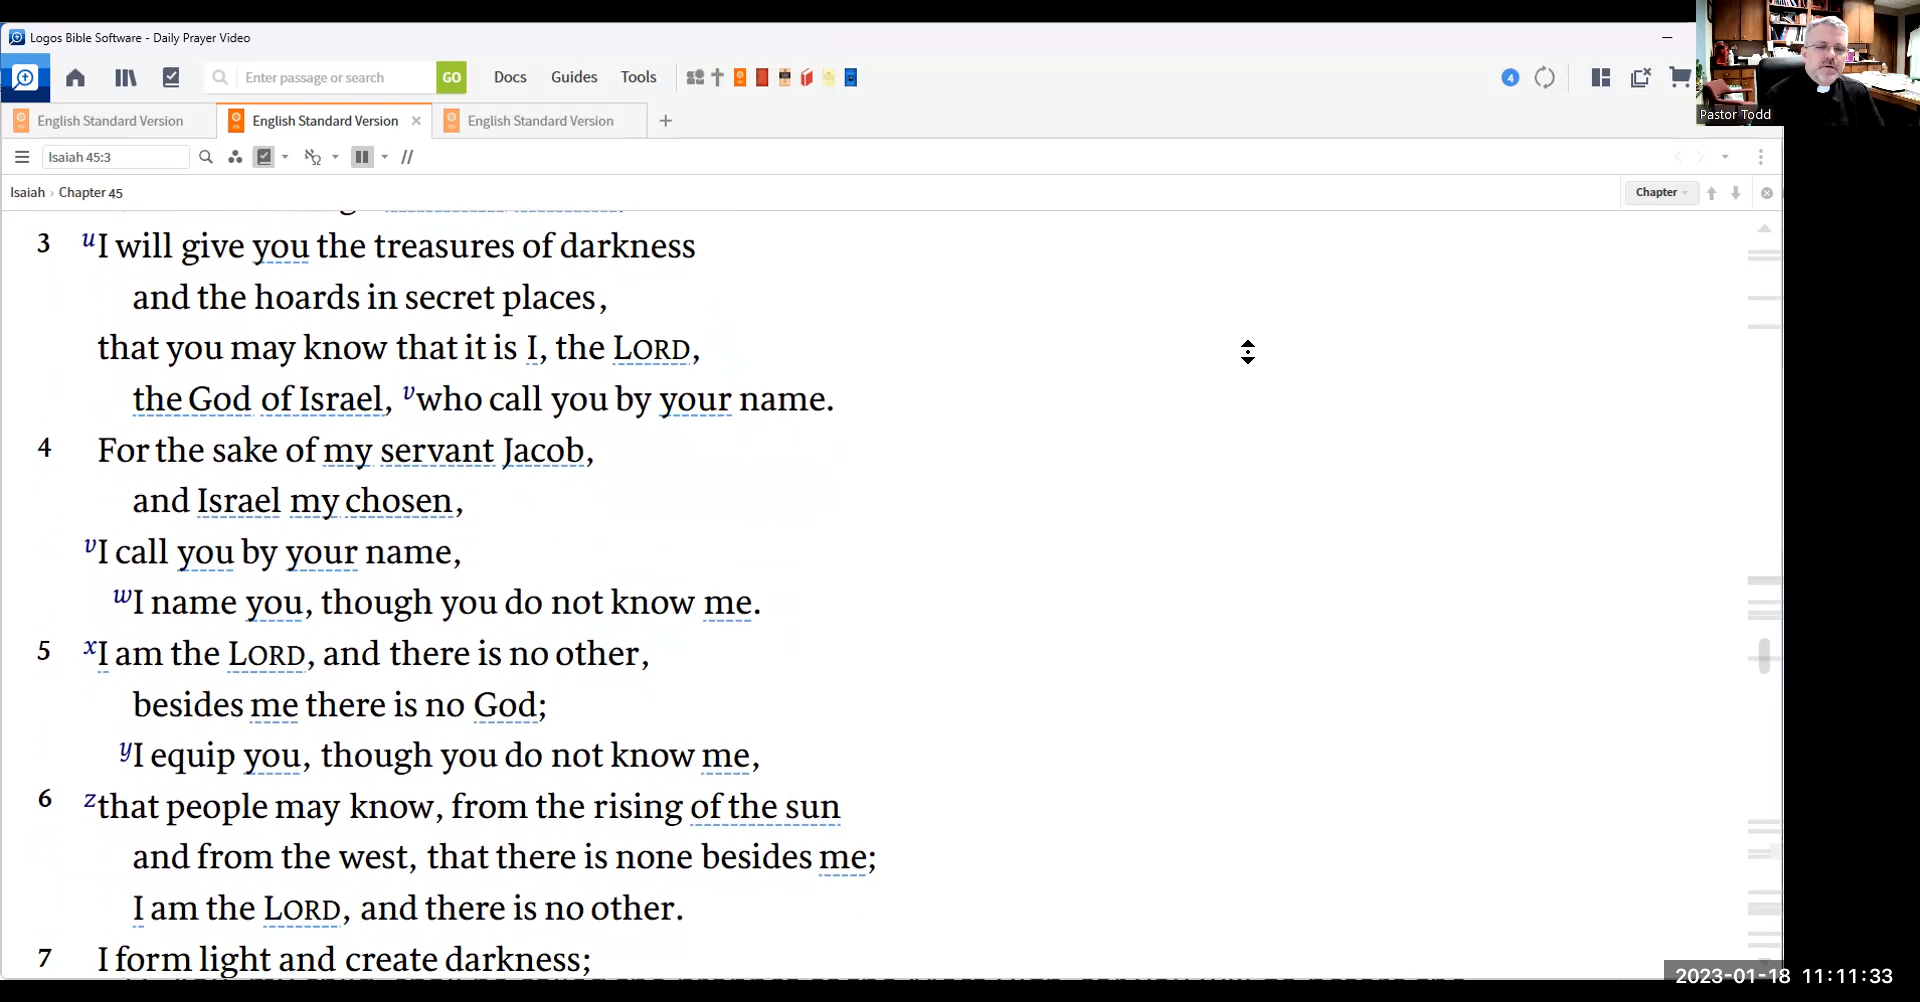 Logos Bible Software - Daily Prayer Video
Enter passage or search GO Docs Guides Tools 4
Pastor Todd
English Standard Version English Standard Version English Standard Version
Isaiah 45:3
Isaiah › Chapter 45 Chapter
3 uI will give you the treasures of darkness
and the hoards in secret places,
that you may know that it is I, the LORD,
the God of Israel, vwho call you by your name.
4 For the sake of my servant Jacob,
and Israel my chosen,
vI call you by your name,
wI name you, though you do not know me.
5 xI am the LORD, and there is no other,
besides me there is no God;
yI equip you, though you do not know me,
6 zthat people may know, from the rising of the sun
and from the west, that there is none besides me;
I am the LORD, and there is no other.
7 I form light and create darkness;
2023-01-18 11:11:33